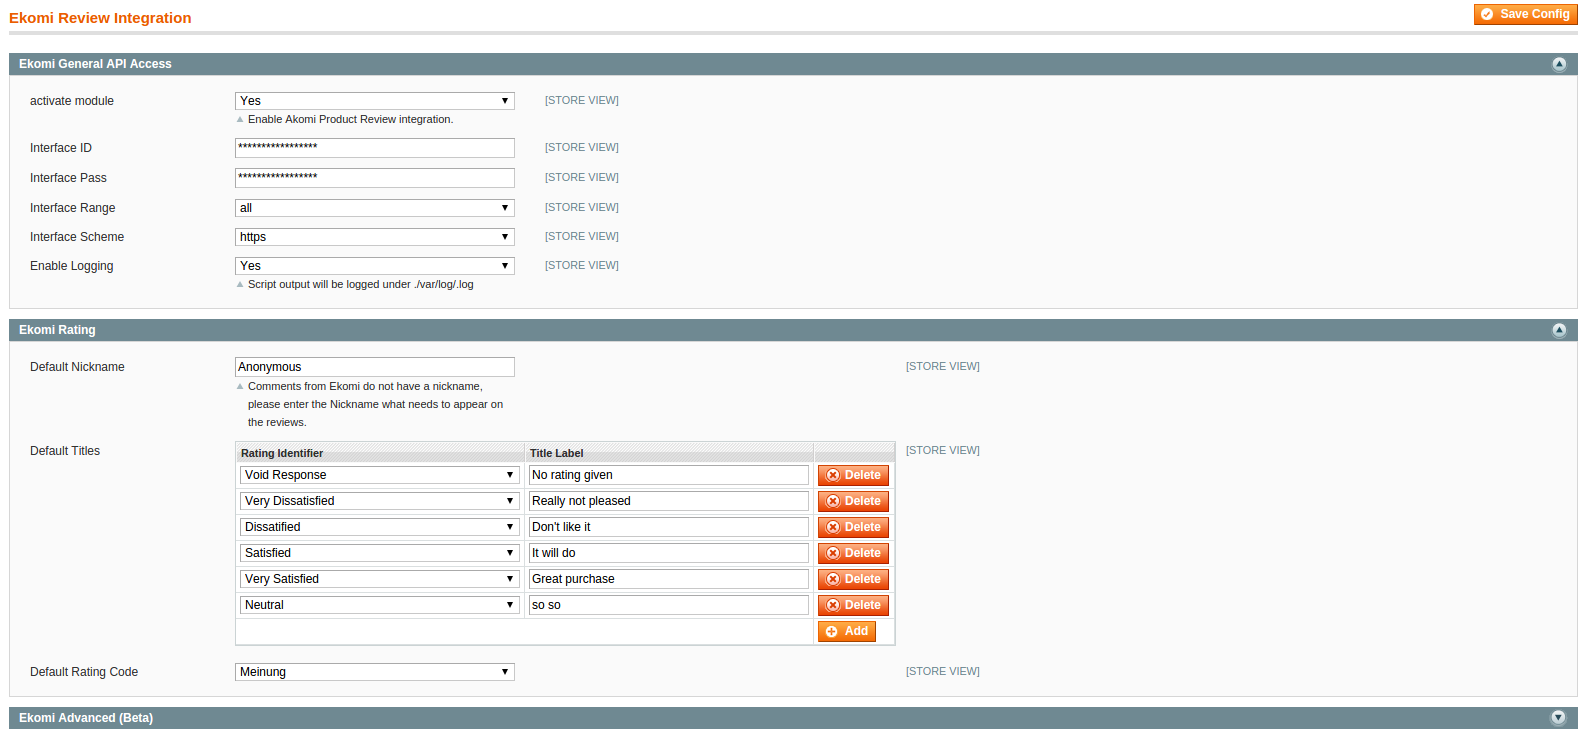 Ekomi Review Integration
Save Config
Ekomi General API Access
activate module Yes [STORE VIEW]
Enable Akomi Product Review integration.
Interface ID ***************** [STORE VIEW]
Interface Pass ***************** [STORE VIEW]
Interface Range all [STORE VIEW]
Interface Scheme https [STORE VIEW]
Enable Logging Yes [STORE VIEW]
Script output will be logged under ./var/log/.log
Ekomi Rating
Default Nickname Anonymous [STORE VIEW]
Comments from Ekomi do not have a nickname,
please enter the Nickname what needs to appear on
the reviews.
Default Titles [STORE VIEW]
Rating Identifier Title Label
Void Response No rating given Delete
Very Dissatisfied Really not pleased Delete
Dissatified Don't like it Delete
Satisfied It will do Delete
Very Satisfied Great purchase Delete
Neutral so so Delete
Add
Default Rating Code Meinung [STORE VIEW]
Ekomi Advanced (Beta)